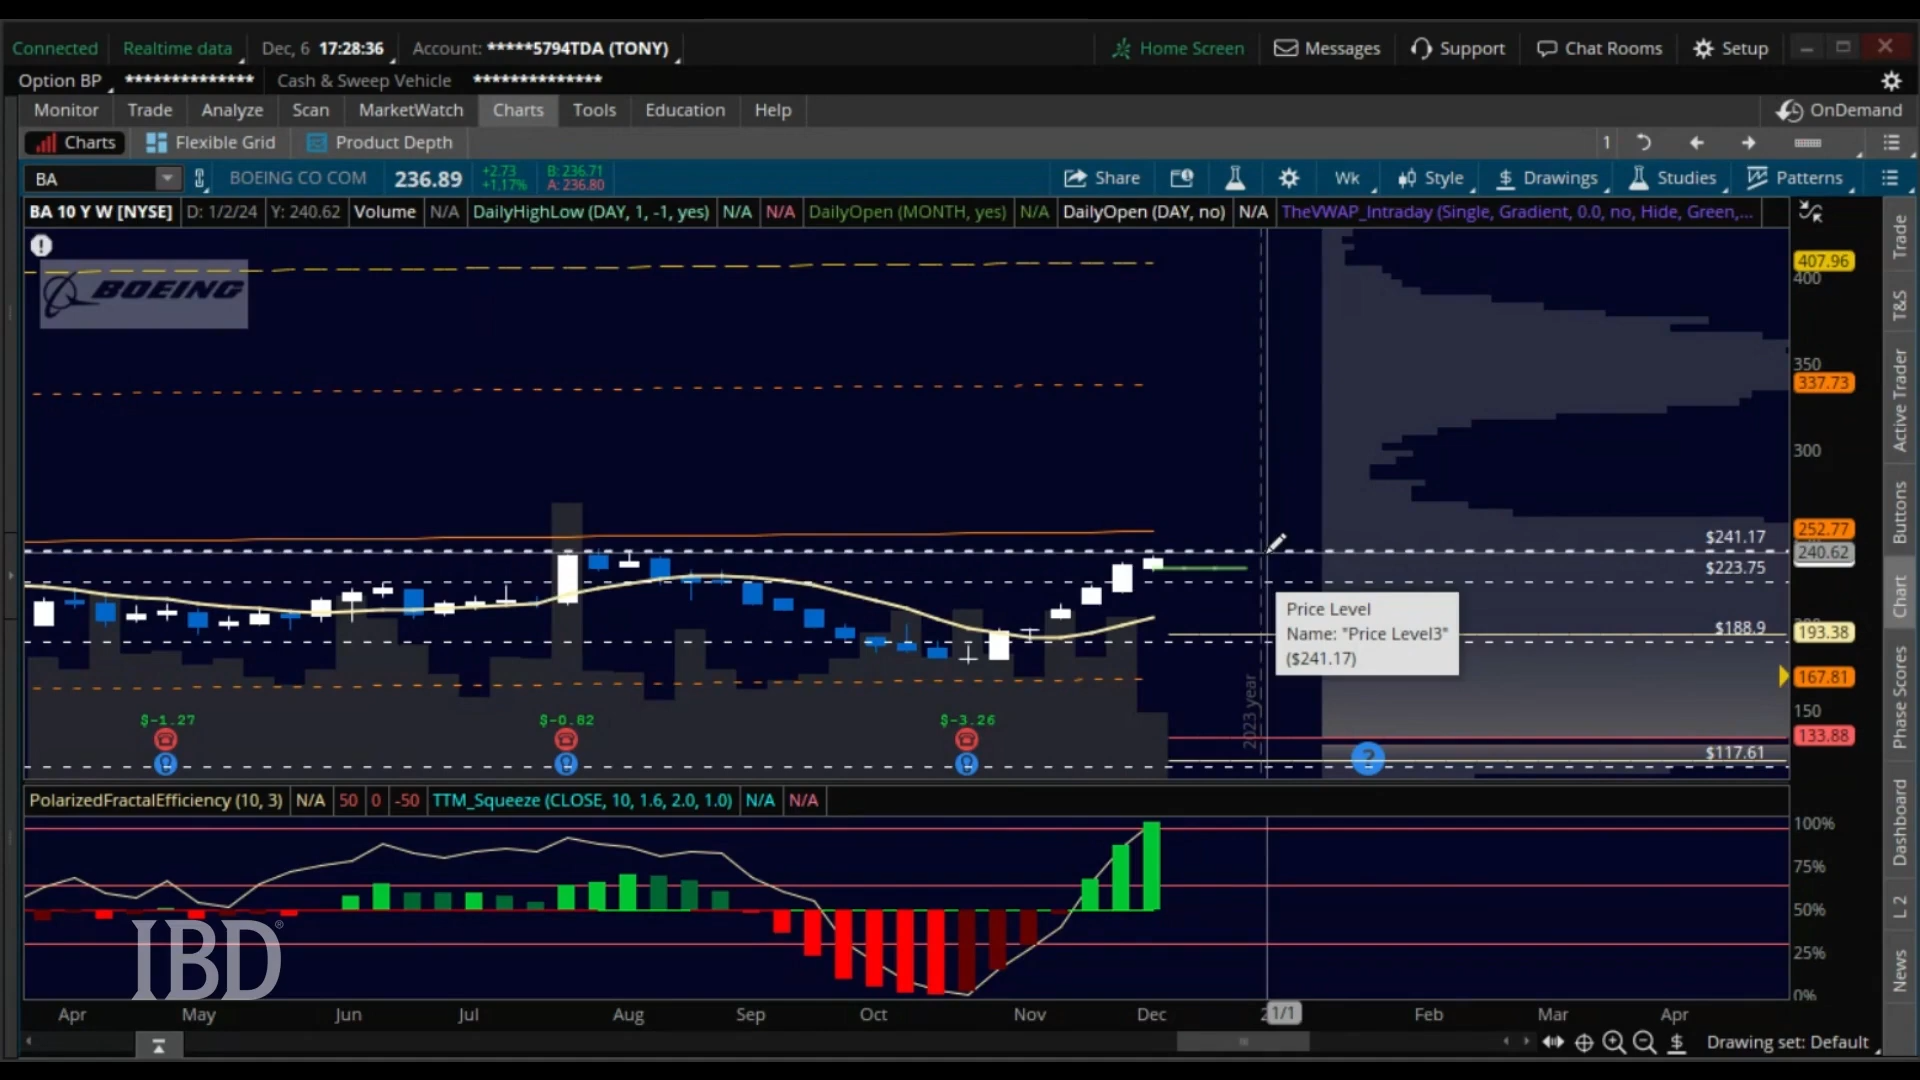 Connected Realtime data Dec, 6 17:28:36 Account: *****5794TDA (TONY) Home Screen Messages Support Chat Rooms Setup
Option BP ************** Cash & Sweep Vehicle **************
Monitor Trade Analyze Scan MarketWatch Charts Tools Education Help OnDemand
Charts Flexible Grid Product Depth 1
BA BOEING CO COM 236.89 +2.73 +1.17% B: 236.71 A: 236.80 Share Wk Style Drawings Studies Patterns
BA 10 Y W [NYSE] D: 1/2/24 Y: 240.62 Volume N/A DailyHighLow (DAY, 1, -1, yes) N/A N/A DailyOpen (MONTH, yes) N/A DailyOpen (DAY, no) N/A TheVWAP_Intraday (Single, Gradient, 0.0, no, Hide, Green,...
BOEING
407.96
400
350
337.73
300
$241.17 252.77
240.62
$223.75
Price Level
Name: "Price Level3"
($241.17)
$188.9 193.38
167.81
150
133.88
$117.61
2023 year
$-1.27 $-0.82 $-3.26
?
PolarizedFractalEfficiency (10, 3) N/A 50 0 -50 TTM_Squeeze (CLOSE, 10, 1.6, 2.0, 1.0) N/A N/A
100%
75%
50%
25%
0%
IBD®
Apr May Jun Jul Aug Sep Oct Nov Dec 1/1 Feb Mar Apr
Drawing set: Default
Trade
T&S
Active Trader
Buttons
Chart
Phase Scores
Dashboard
L 2
News